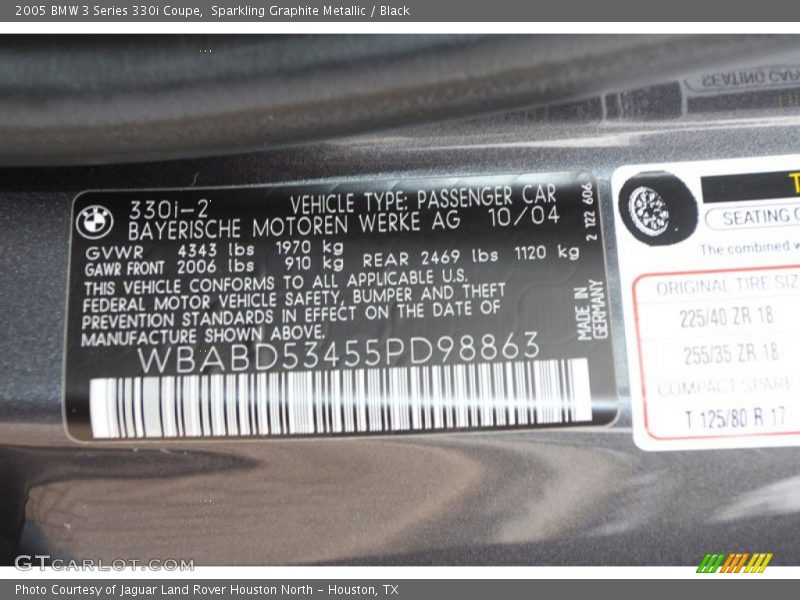 2005 BMW 3 Series 330i Coupe,  Sparkling Graphite Metallic / Black
SEATING CAPA
BMW
330i-2
VEHICLE TYPE: PASSENGER CAR
BAYERISCHE MOTOREN WERKE AG 10/04
GVWR 4343 lbs 1970 kg
GAWR FRONT 2006 lbs 910 kg REAR 2469 lbs 1120 kg
THIS VEHICLE CONFORMS TO ALL APPLICABLE U.S.
FEDERAL MOTOR VEHICLE SAFETY, BUMPER AND THEFT
PREVENTION STANDARDS IN EFFECT ON THE DATE OF
MANUFACTURE SHOWN ABOVE.
WBABD53455PD98863
2 122 606
MADE IN
GERMANY
T
SEATING C
The combined w
ORIGINAL TIRE SIZ
225/40 ZR 18
255/35 ZR 18
COMPACT SPARE
T 125/80 R 17
GTCARLOT.COM
Photo Courtesy of Jaguar Land Rover Houston North – Houston, TX